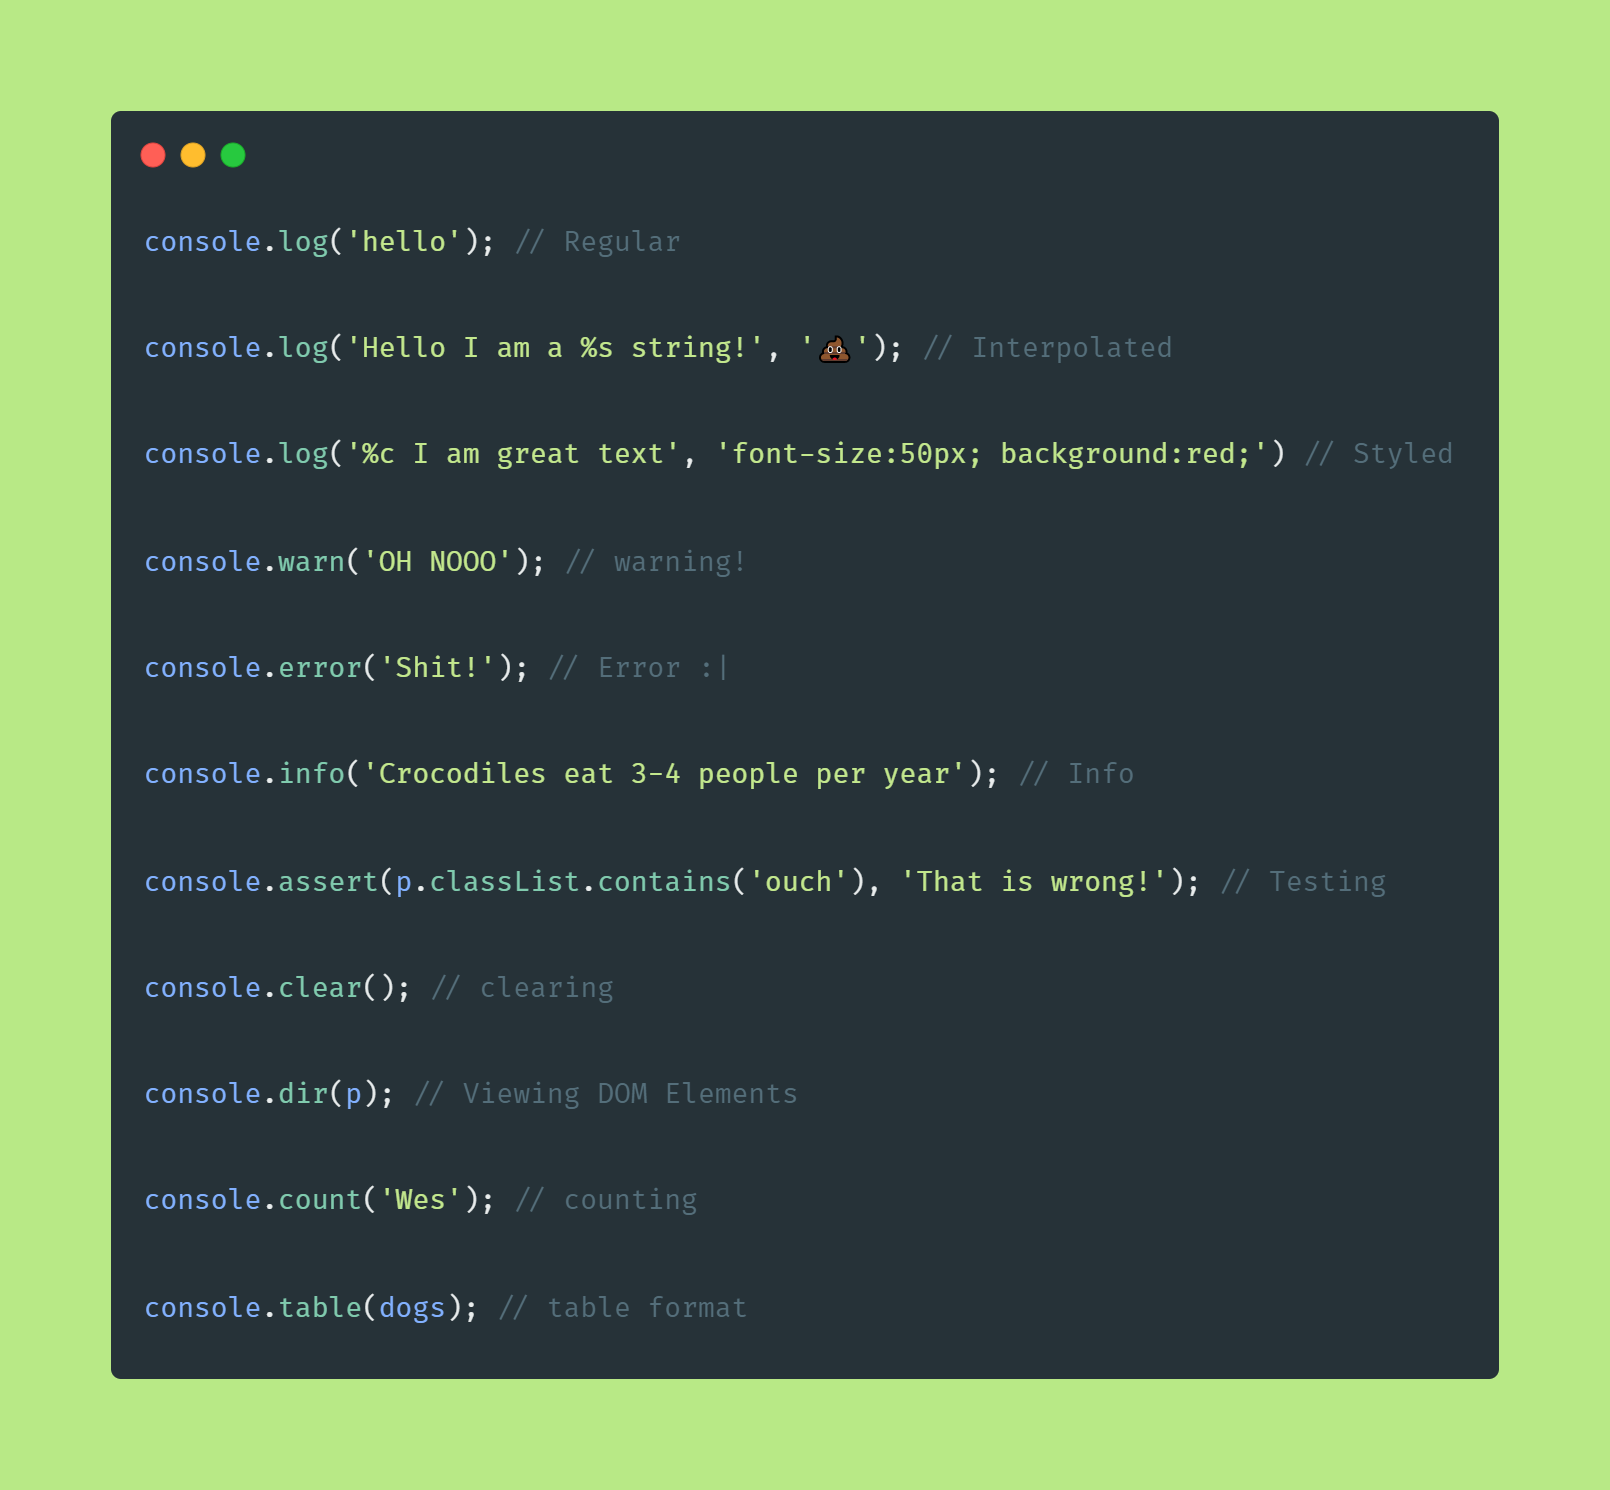 console.log('hello'); // Regular
console.log('Hello I am a %s string!', '💩'); // Interpolated
console.log('%c I am great text', 'font-size:50px; background:red;') // Styled
console.warn('OH NOOO'); // warning!
console.error('Shit!'); // Error :|
console.info('Crocodiles eat 3-4 people per year'); // Info
console.assert(p.classList.contains('ouch'), 'That is wrong!'); // Testing
console.clear(); // clearing
console.dir(p); // Viewing DOM Elements
console.count('Wes'); // counting
console.table(dogs); // table format